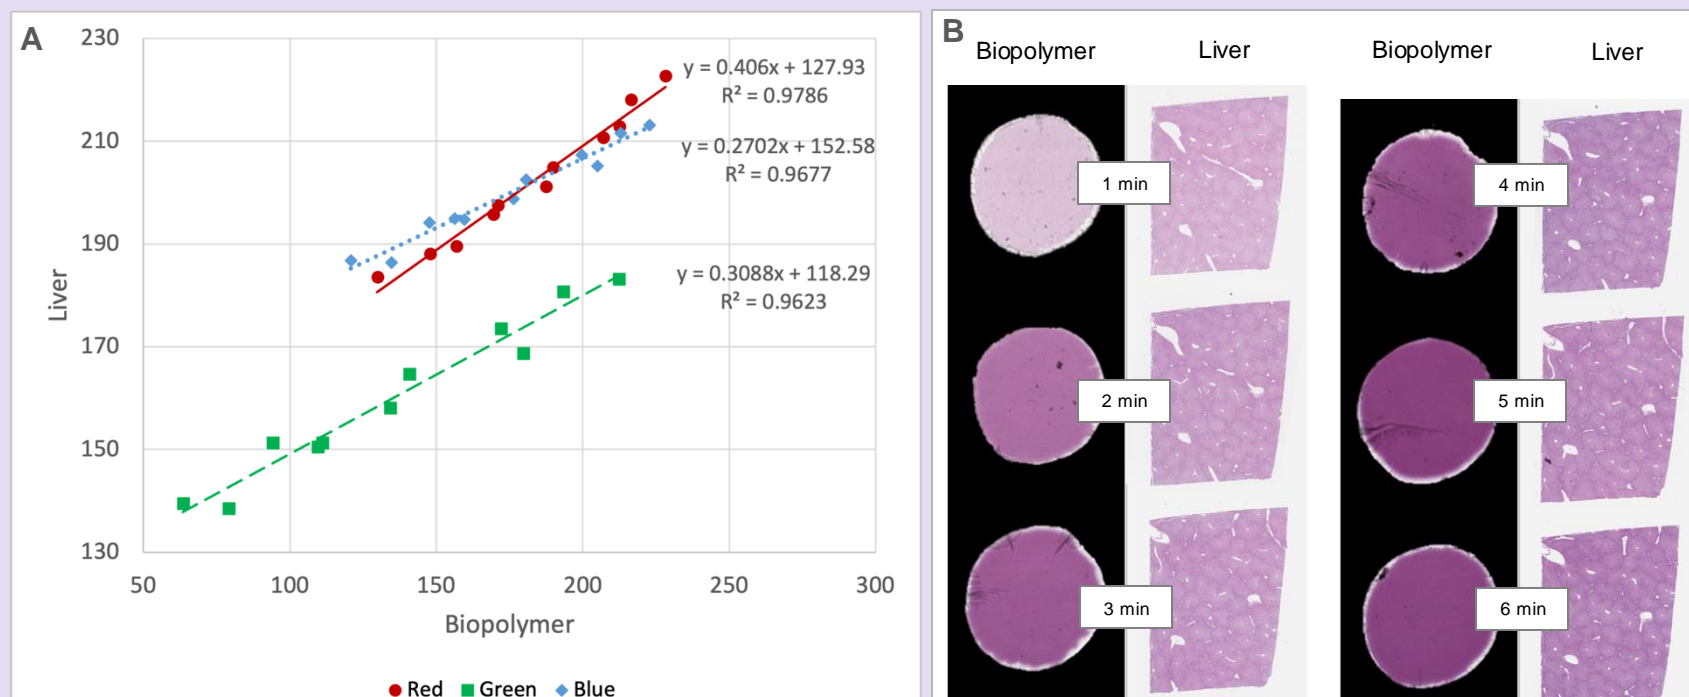 A
230
210
190
170
150
130
50 100 150 200 250 300
Liver
Biopolymer
y = 0.406x + 127.93
R² = 0.9786
y = 0.2702x + 152.58
R² = 0.9677
y = 0.3088x + 118.29
R² = 0.9623
Red Green Blue
B
Biopolymer Liver Biopolymer Liver
1 min 4 min
2 min 5 min
3 min 6 min